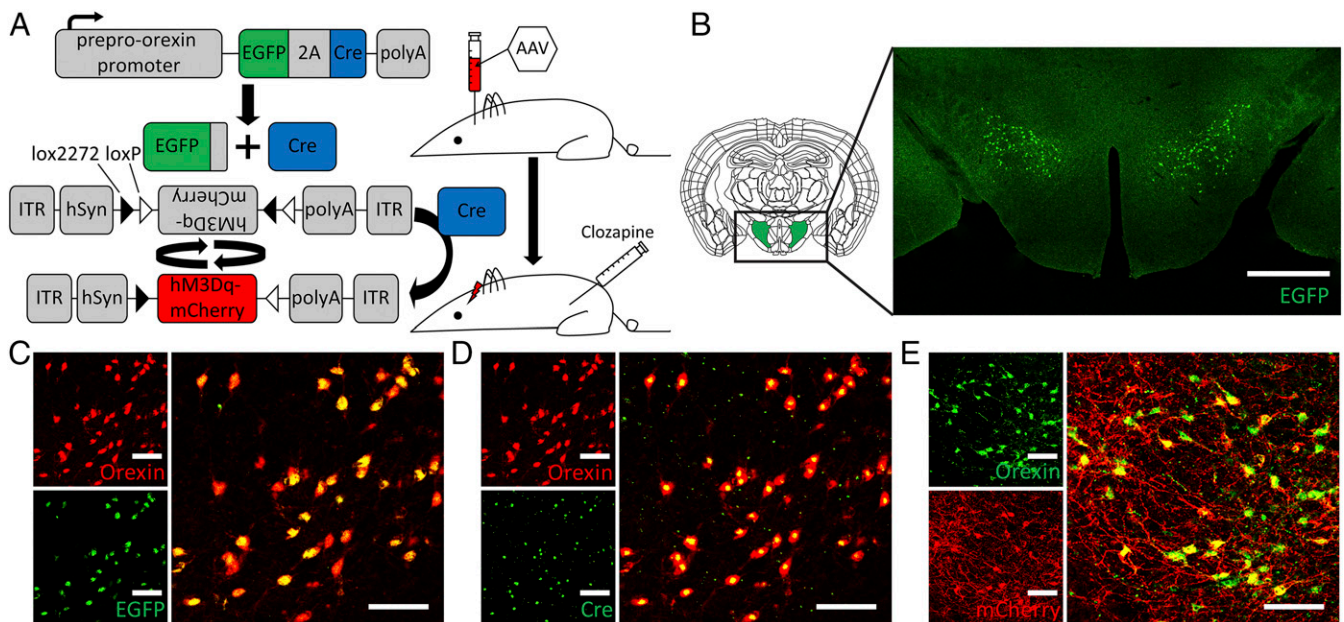 A
prepro-orexin
promoter
EGFP
2A
Cre
polyA
AAV
EGFP
+
Cre
lox2272 loxP
ITR
hSyn
hM3Dq-
mCherry
polyA
ITR
Cre
Clozapine
ITR
hSyn
hM3Dq-
mCherry
polyA
ITR
B
EGFP
C
Orexin
EGFP
D
Orexin
Cre
E
Orexin
mCherry